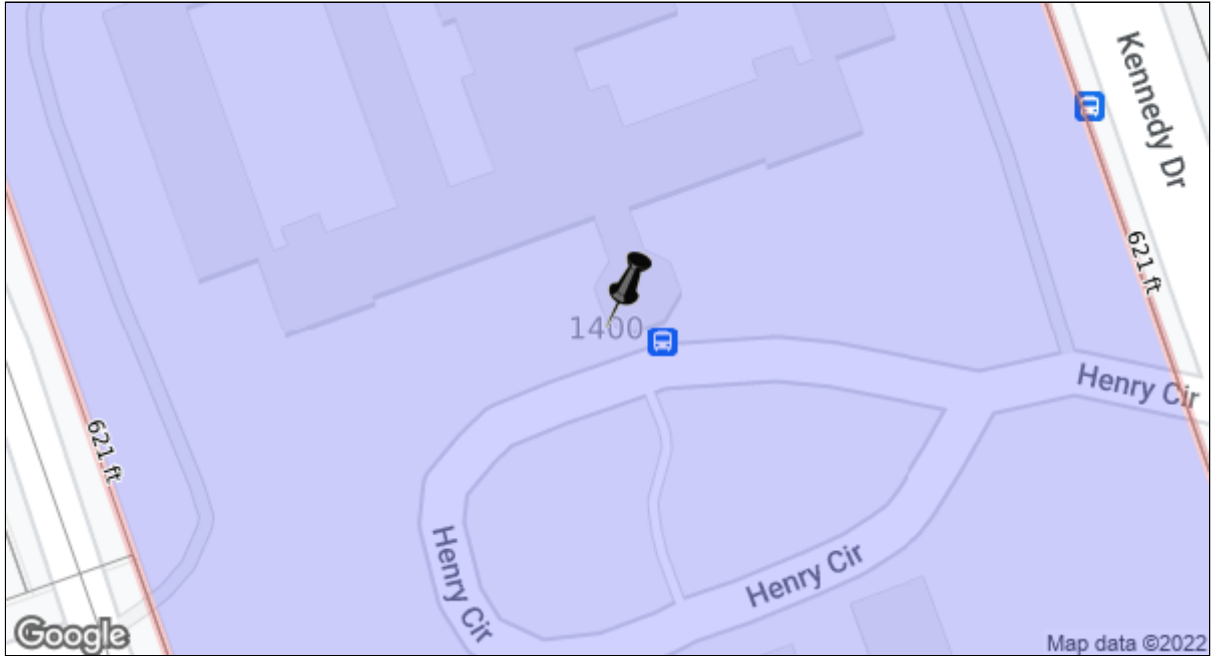 Kennedy Dr
621 ft
1400
Henry Cir
621 ft
Henry Cir
Henry Cir
Google
Map data ©2022